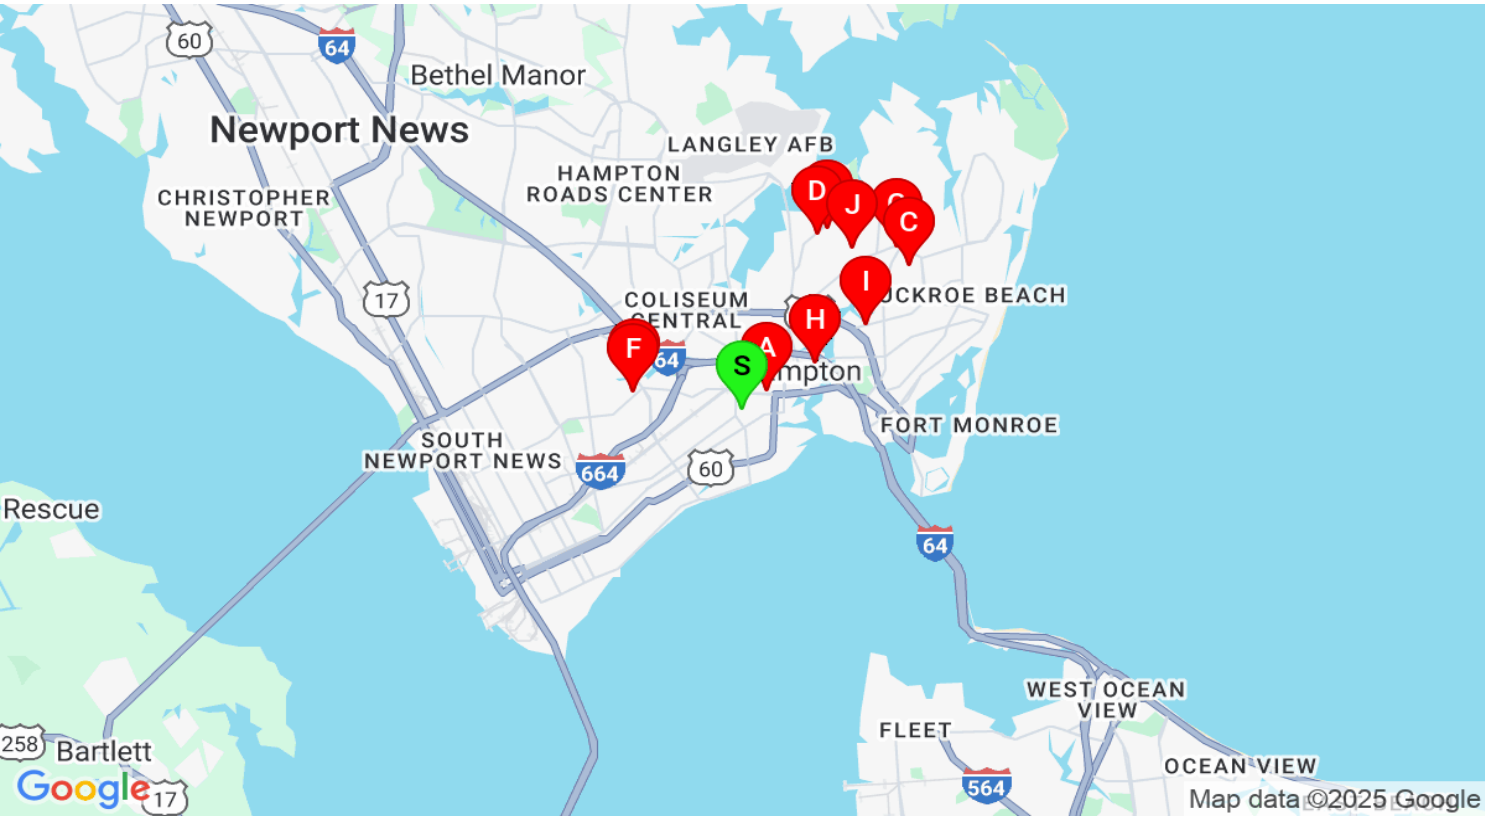 60
64
Bethel Manor
Newport News
LANGLEY AFB
HAMPTON
ROADS CENTER
CHRISTOPHER
NEWPORT
D
J
C
I
UCKROE BEACH
17
COLISEUM
CENTRAL
H
F
64
A
S
mpton
SOUTH
NEWPORT NEWS
FORT MONROE
664
60
Rescue
64
WEST OCEAN
VIEW
FLEET
258
Bartlett
OCEAN VIEW
Google
17
564
Map data ©2025 Google